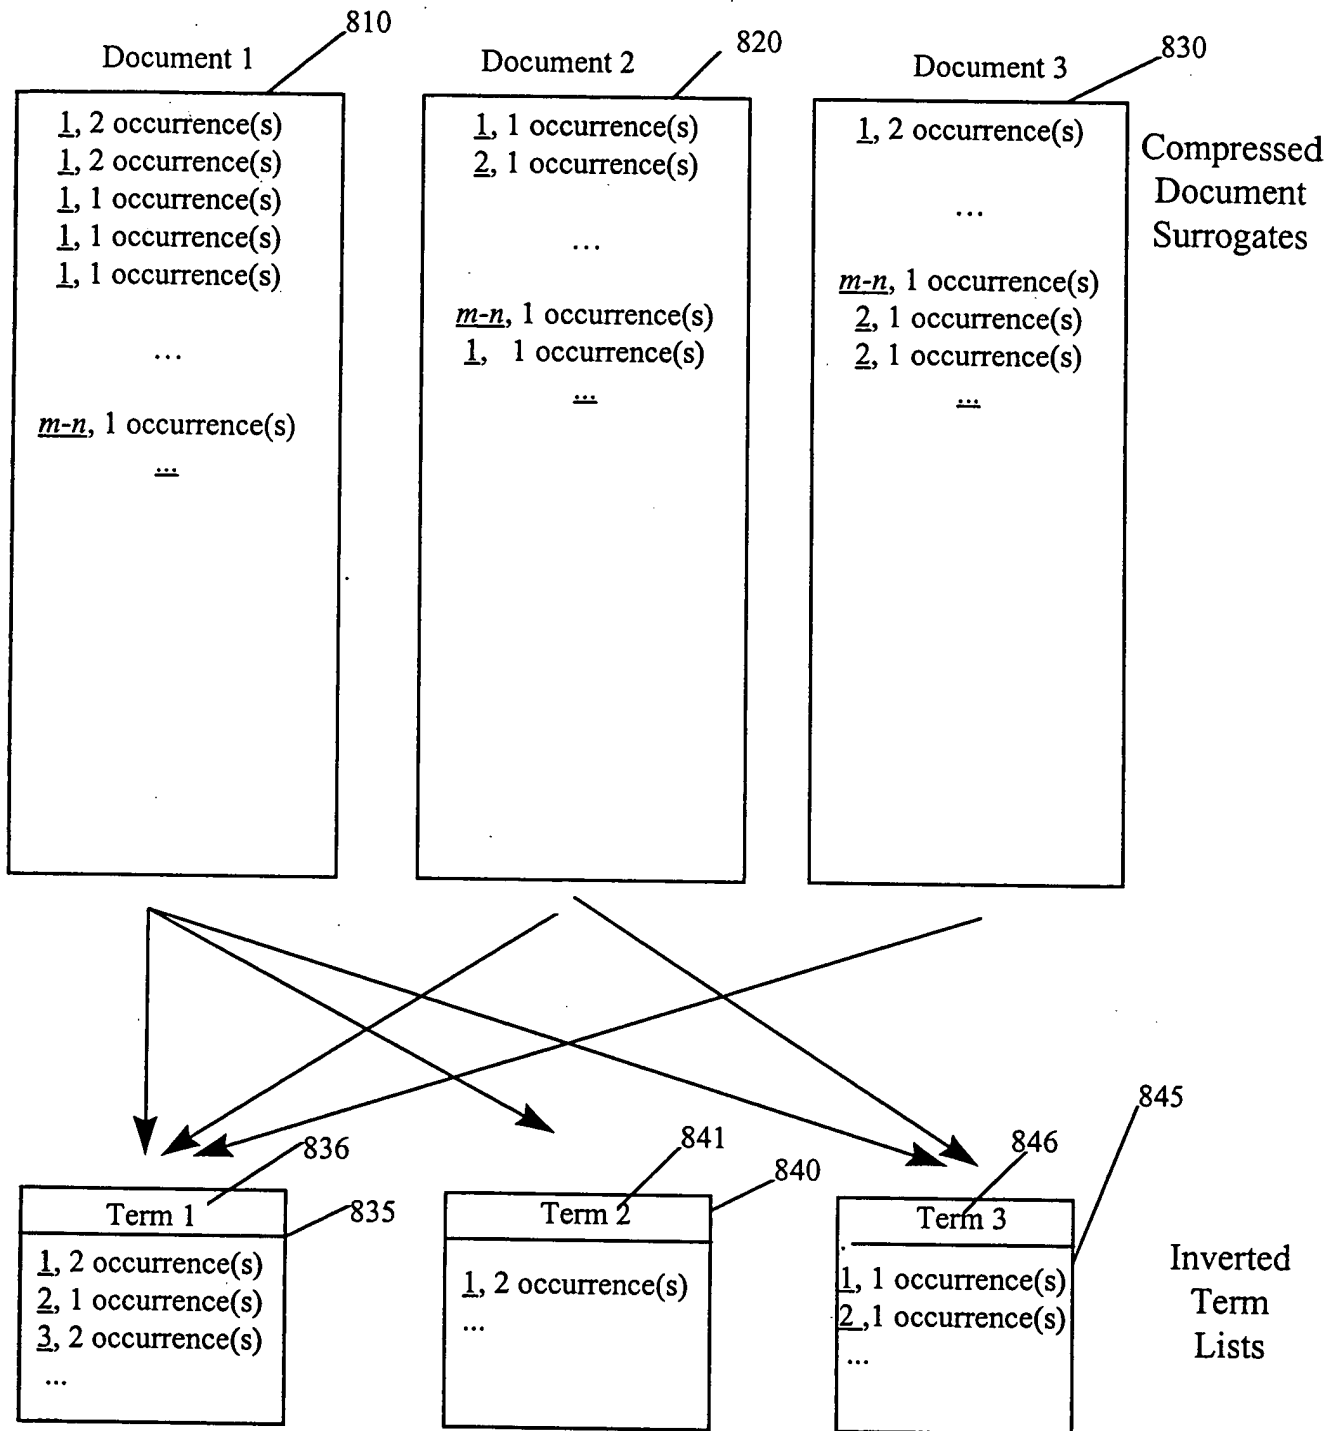 810
Document 1
1, 2 occurrence(s)
1, 2 occurrence(s)
1, 1 occurrence(s)
1, 1 occurrence(s)
1, 1 occurrence(s)
...
m-n, 1 occurrence(s)
...
820
Document 2
1, 1 occurrence(s)
2, 1 occurrence(s)
...
m-n, 1 occurrence(s)
1, 1 occurrence(s)
...
830
Document 3
1, 2 occurrence(s)
...
m-n, 1 occurrence(s)
2, 1 occurrence(s)
2, 1 occurrence(s)
...
Compressed
Document
Surrogates
836
Term 1
835
1, 2 occurrence(s)
2, 1 occurrence(s)
3, 2 occurrence(s)
...
841
840
Term 2
1, 2 occurrence(s)
...
845
846
Term 3
1, 1 occurrence(s)
2 ,1 occurrence(s)
...
Inverted
Term
Lists